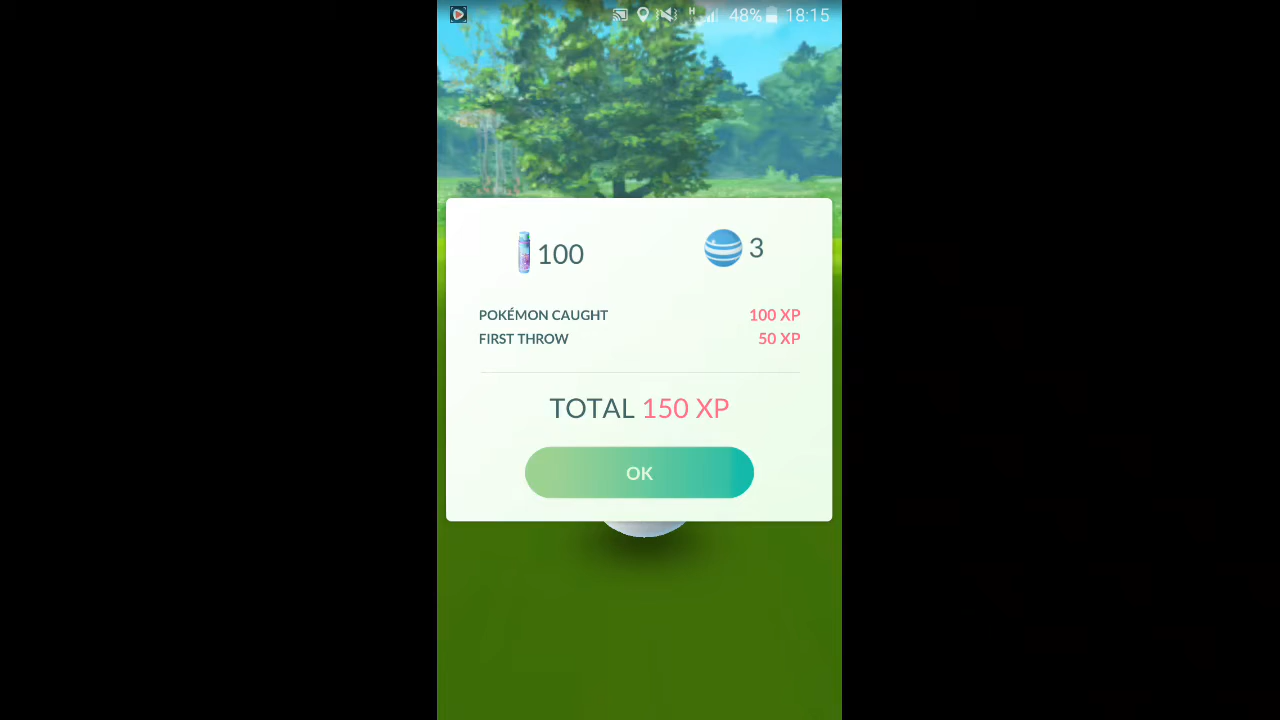 H 48% 18:15
100 3
POKÉMON CAUGHT 100 XP
FIRST THROW 50 XP
TOTAL 150 XP
OK